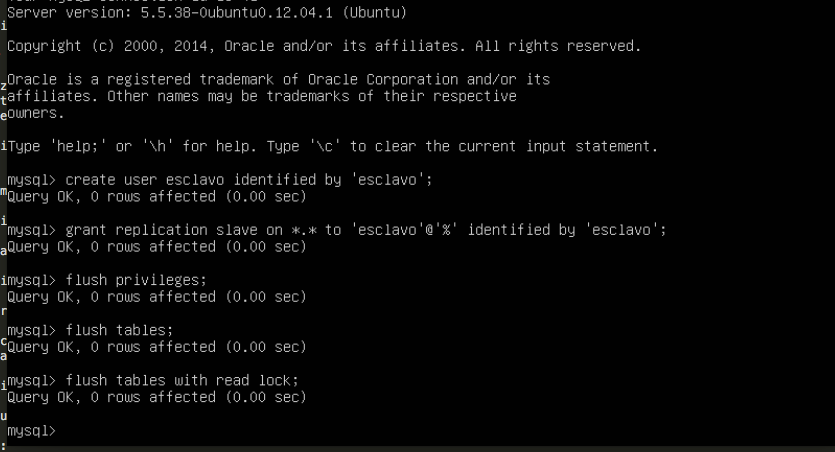 Server version: 5.5.38-0ubuntu0.12.04.1 (Ubuntu)
Copyright (c) 2000, 2014, Oracle and/or its affiliates. All rights reserved.
Oracle is a registered trademark of Oracle Corporation and/or its
affiliates. Other names may be trademarks of their respective
owners.
Type 'help;' or '\h' for help. Type '\c' to clear the current input statement.
mysql> create user esclavo identified by 'esclavo';
Query OK, 0 rows affected (0.00 sec)
mysql> grant replication slave on *.* to 'esclavo'@'%' identified by 'esclavo';
Query OK, 0 rows affected (0.00 sec)
mysql> flush privileges;
Query OK, 0 rows affected (0.00 sec)
mysql> flush tables;
Query OK, 0 rows affected (0.00 sec)
mysql> flush tables with read lock;
Query OK, 0 rows affected (0.00 sec)
mysql>